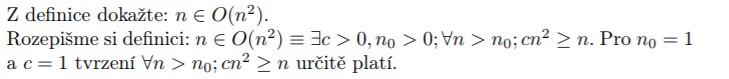 Z definice dokažte: n ∈ O(n²).
Rozepišme si definici: n ∈ O(n²) ≡ ∃c > 0, n₀ > 0; ∀n > n₀; cn² ≥ n. Pro n₀ = 1
a c = 1 tvrzení ∀n > n₀; cn² ≥ n určitě platí.